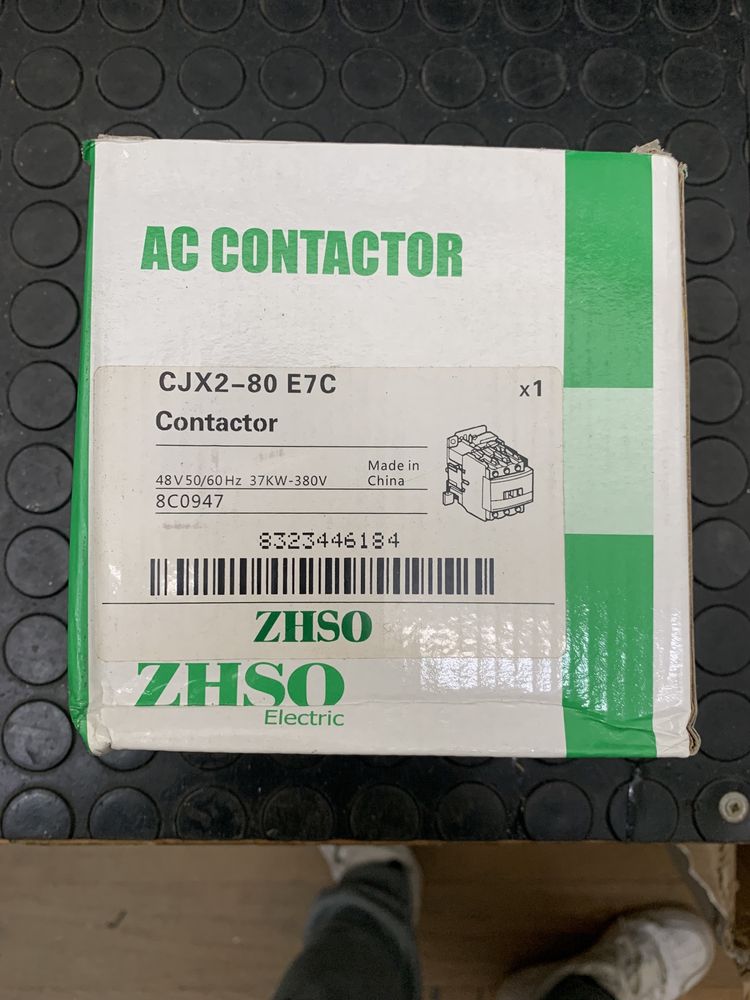 AC CONTACTOR
CJX2-80 E7C
x1
Contactor
48V50/60Hz 37KW-380V
Made in
China
8C0947
8323446184
ZHSO
ZHSO
Electric